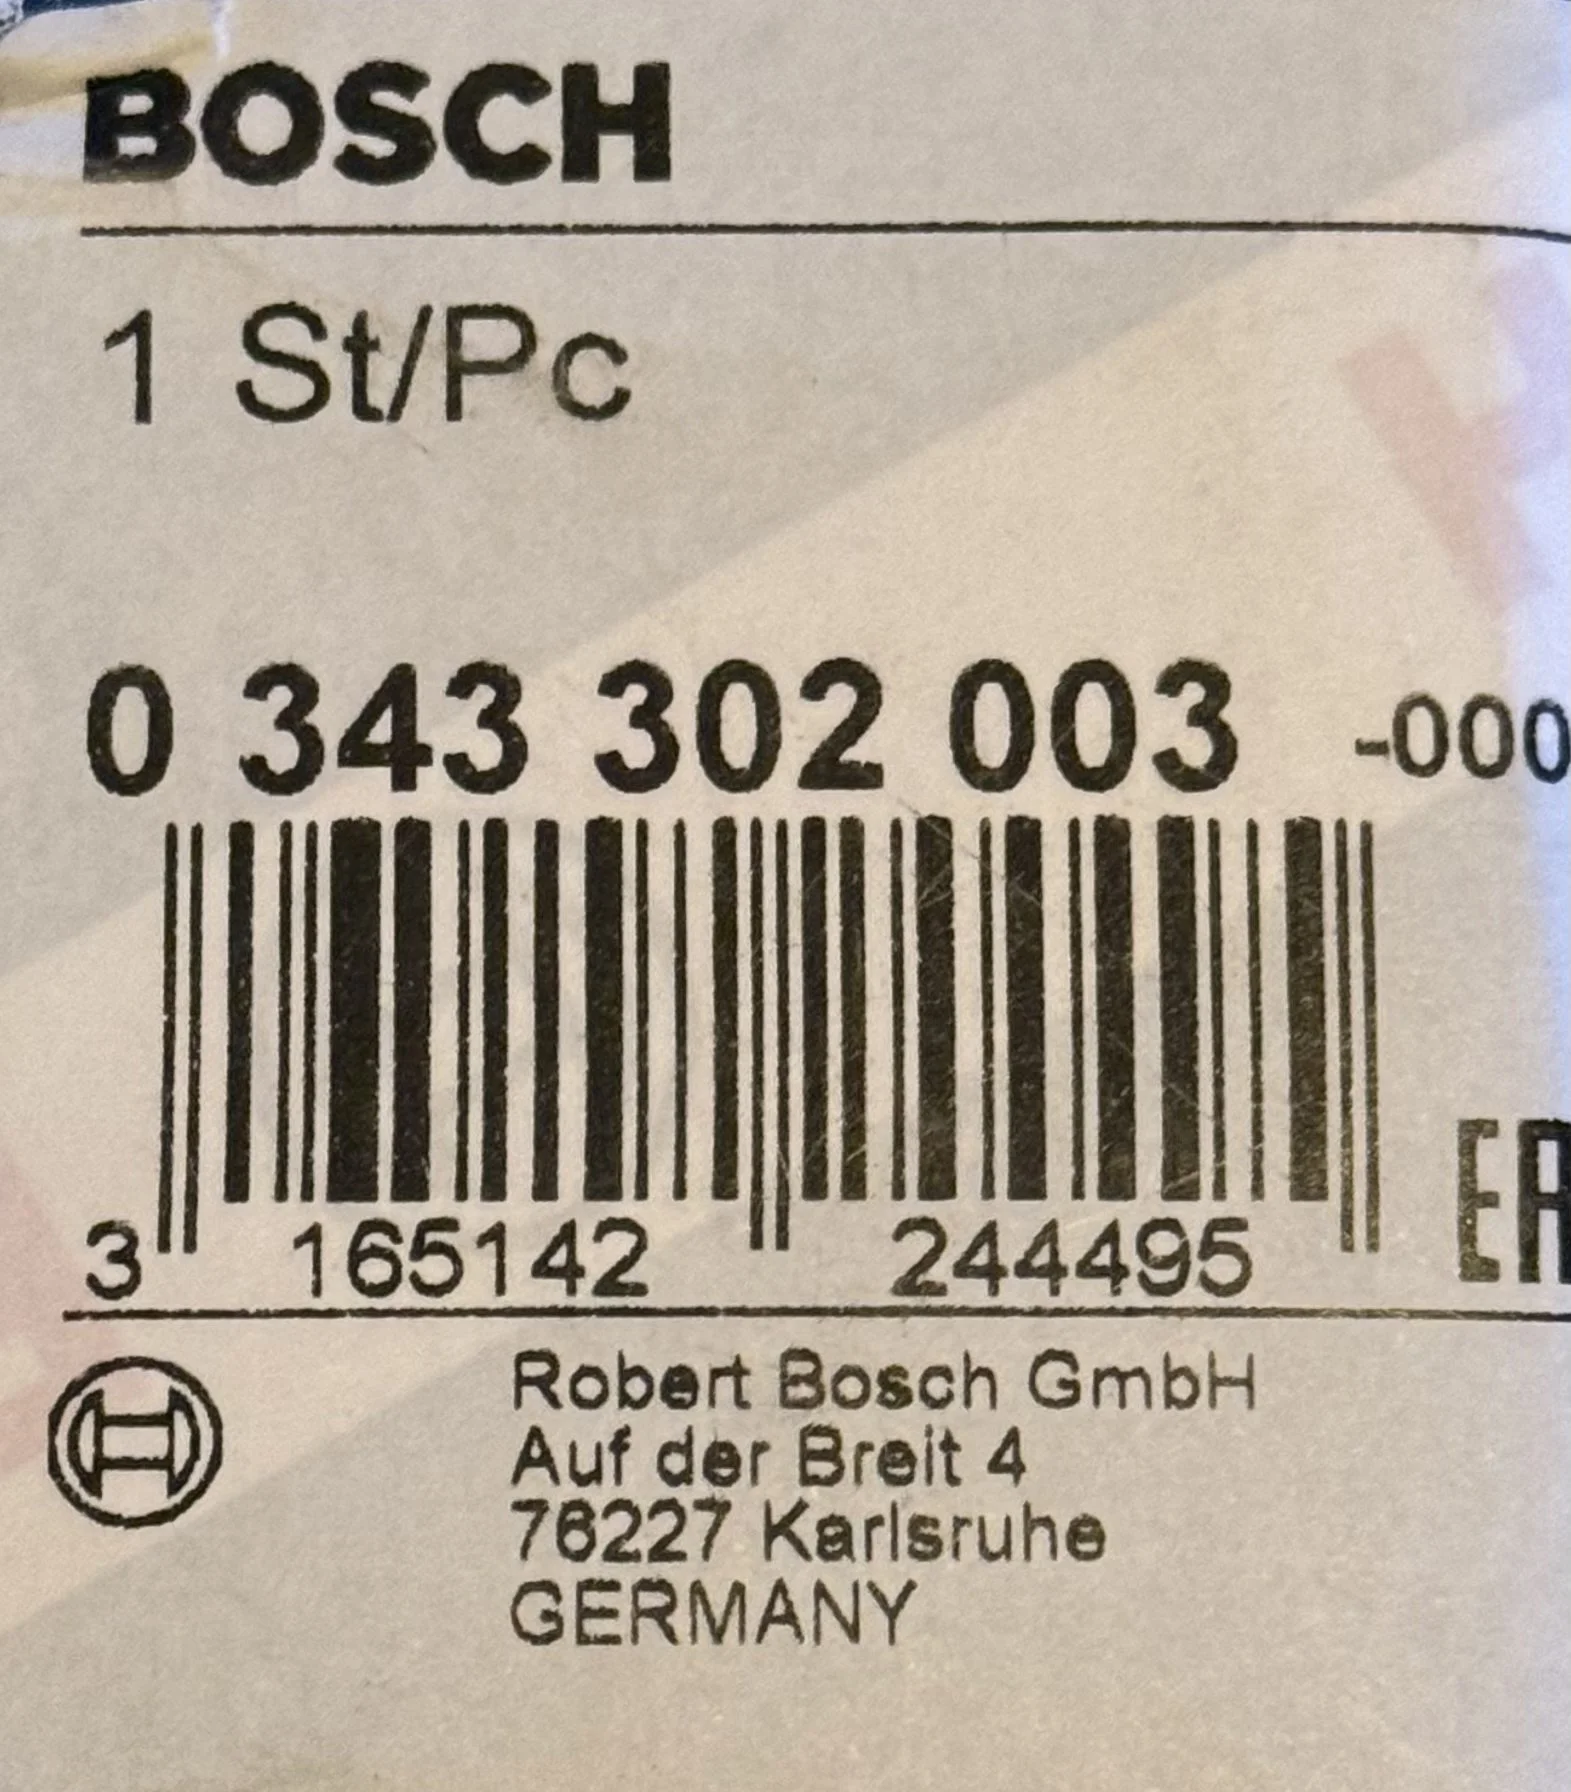 BOSCH
1 St/Pc
0 343 302 003 -000
3 165142 244495
Robert Bosch GmbH
Auf der Breit 4
76227 Karlsruhe
GERMANY